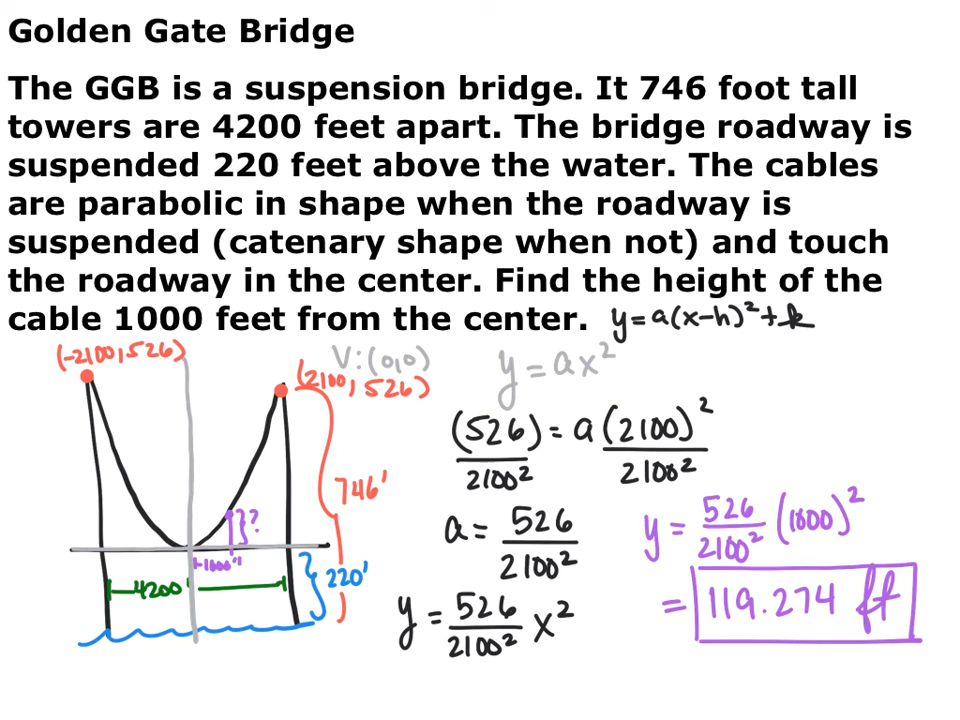 Golden Gate Bridge
The GGB is a suspension bridge. It 746 foot tall
towers are 4200 feet apart. The bridge roadway is
suspended 220 feet above the water. The cables
are parabolic in shape when the roadway is
suspended (catenary shape when not) and touch
the roadway in the center. Find the height of the
cable 1000 feet from the center. y = a(x-h)² + k
(-2100, 526)
V: (0,0)
(2100, 526)
746'
?
1000'
4200'
220'
y = ax²
(526)/2100² = a(2100)²/2100²
a = 526/2100²
y = 526/2100² x²
y = 526/2100² (1000)²
= 119.274 ft